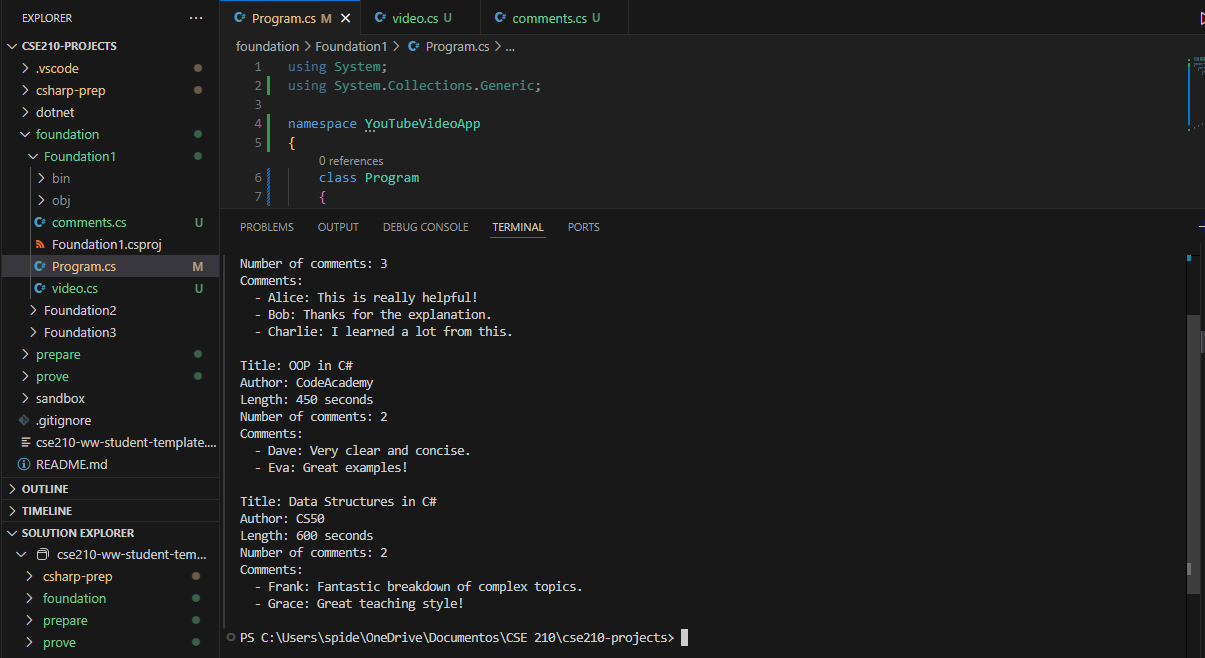 EXPLORER
CSE210-PROJECTS
.vscode
csharp-prep
dotnet
foundation
Foundation1
bin
obj
comments.cs U
Foundation1.csproj
Program.cs M
video.cs U
Foundation2
Foundation3
prepare
prove
sandbox
.gitignore
cse210-ww-student-template....
README.md
OUTLINE
TIMELINE
SOLUTION EXPLORER
cse210-ww-student-tem...
csharp-prep
foundation
prepare
prove
Program.cs M video.cs U comments.cs U
foundation > Foundation1 > Program.cs > ...
1 using System;
2 using System.Collections.Generic;
3
4 namespace YouTubeVideoApp
5 {
0 references
6 class Program
7 {
PROBLEMS OUTPUT DEBUG CONSOLE TERMINAL PORTS
Number of comments: 3
Comments:
- Alice: This is really helpful!
- Bob: Thanks for the explanation.
- Charlie: I learned a lot from this.
Title: OOP in C#
Author: CodeAcademy
Length: 450 seconds
Number of comments: 2
Comments:
- Dave: Very clear and concise.
- Eva: Great examples!
Title: Data Structures in C#
Author: CS50
Length: 600 seconds
Number of comments: 2
Comments:
- Frank: Fantastic breakdown of complex topics.
- Grace: Great teaching style!
PS C:\Users\spide\OneDrive\Documentos\CSE 210\cse210-projects>